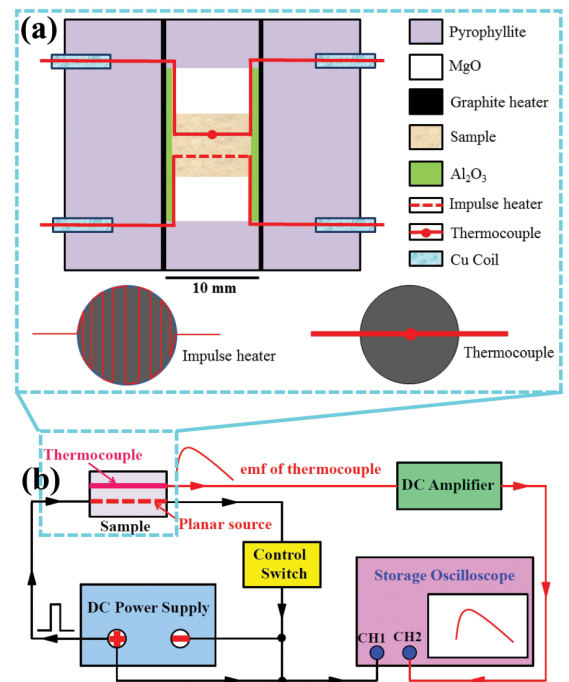 (a)
Pyrophyllite
MgO
Graphite heater
Sample
Al₂O₃
Impulse heater
Thermocouple
Cu Coil
10 mm
Impulse heater
Thermocouple
(b)
Thermocouple
emf of thermocouple
DC Amplifier
Planar source
Sample
Control
Switch
Storage Oscilloscope
DC Power Supply
CH1
CH2